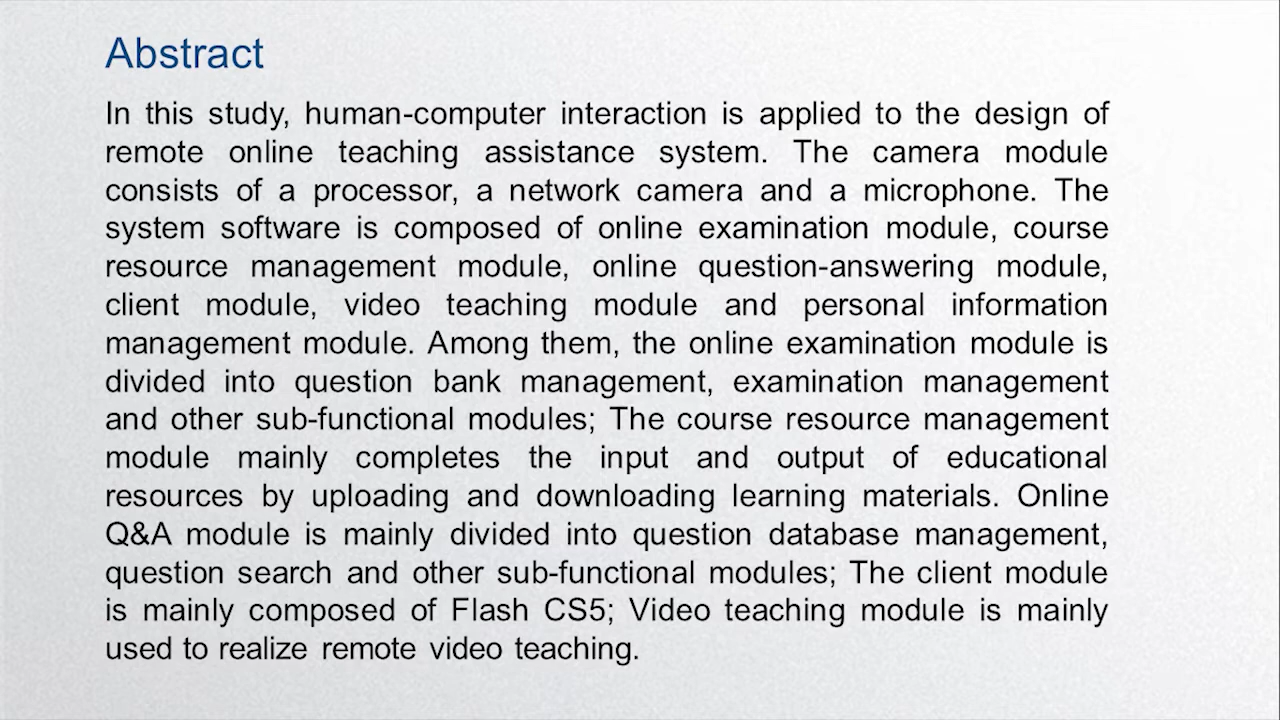 Abstract
In this study, human-computer interaction is applied to the design of
remote online teaching assistance system. The camera module
consists of a processor, a network camera and a microphone. The
system software is composed of online examination module, course
resource management module, online question-answering module,
client module, video teaching module and personal information
management module. Among them, the online examination module is
divided into question bank management, examination management
and other sub-functional modules; The course resource management
module mainly completes the input and output of educational
resources by uploading and downloading learning materials. Online
Q&A module is mainly divided into question database management,
question search and other sub-functional modules; The client module
is mainly composed of Flash CS5; Video teaching module is mainly
used to realize remote video teaching.